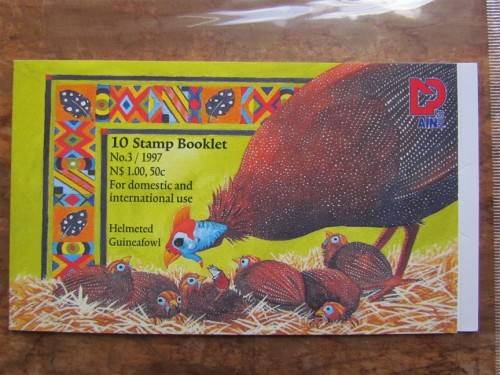 10 Stamp Booklet
No.3 / 1997
N$ 1.00, 50c
For domestic and
international use
Helmeted
Guineafowl